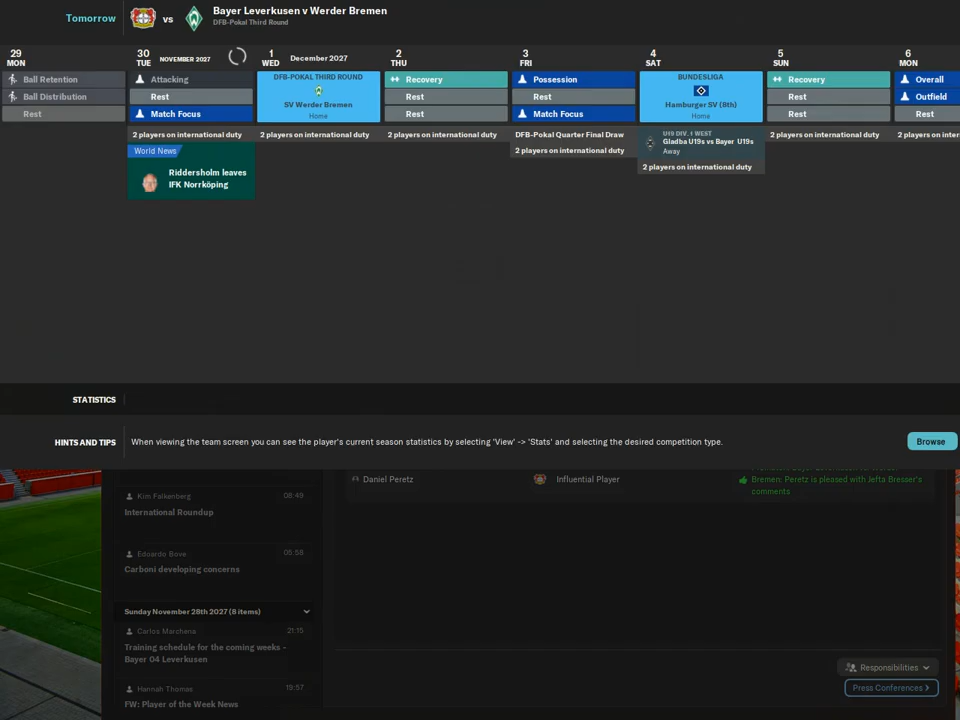 Tomorrow
vs
Bayer Leverkusen v Werder Bremen
DFB-Pokal Third Round
29
MON
30
TUE
NOVEMBER 2027
1
WED
December 2027
2
THU
3
FRI
4
SAT
5
SUN
6
MON
Ball Retention
Ball Distribution
Rest
Attacking
Rest
Match Focus
DFB-POKAL THIRD ROUND
SV Werder Bremen
Home
Recovery
Rest
Rest
Possession
Rest
Match Focus
BUNDESLIGA
Hamburger SV (8th)
Home
Recovery
Rest
Rest
Overall
Outfield
Rest
2 players on international duty
2 players on international duty
2 players on international duty
DFB-Pokal Quarter Final Draw
2 players on international duty
U19 DIV. 1 WEST
Gladba U19s vs Bayer U19s
Away
2 players on international duty
2 players on international duty
2 players on intern
World News
Riddersholm leaves
IFK Norrköping
STATISTICS
HINTS AND TIPS
When viewing the team screen you can see the player's current season statistics by selecting 'View' -> 'Stats' and selecting the desired competition type.
Browse
Daniel Peretz
Influential Player
Bremen: Peretz is pleased with Jefta Bresser's
comments
Kim Falkenberg
08:49
International Roundup
Edoardo Bove
Carboni developing concerns
Sunday November 28th 2027 (8 items)
Carlos Marchena
21:15
Training schedule for the coming weeks -
Bayer 04 Leverkusen
Hannah Thomas
19:57
FW: Player of the Week News
Responsibilities
Press Conferences >